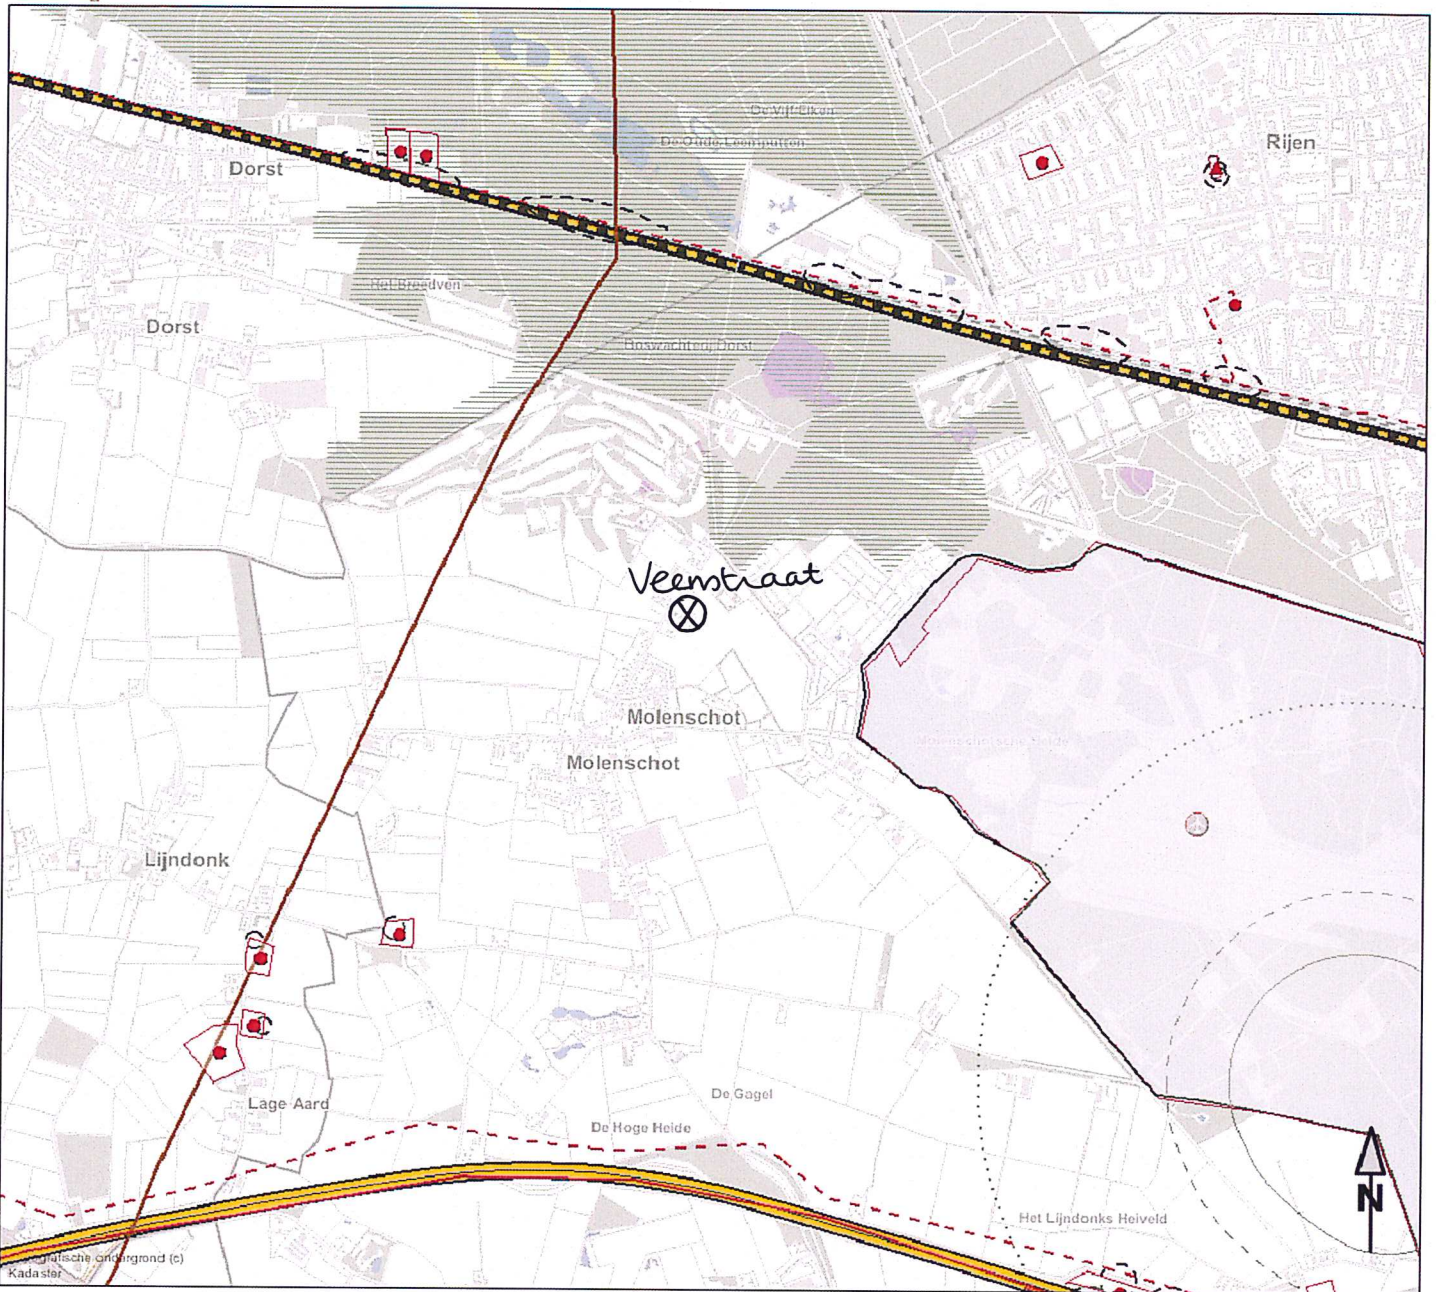 De Vijf Eiken
De Oude Leemputten
Rijen
Dorst
Het Breedven
Dorst
Boswachterij Dorst
Veenstraat
X
Molenschot
Molenschotsche Heide
Molenschot
Lijndonk
De Gagel
Lage Aard
De Hoge Heide
N
Het Lijndonks Heiveld
ondergrond (c)
Kadaster